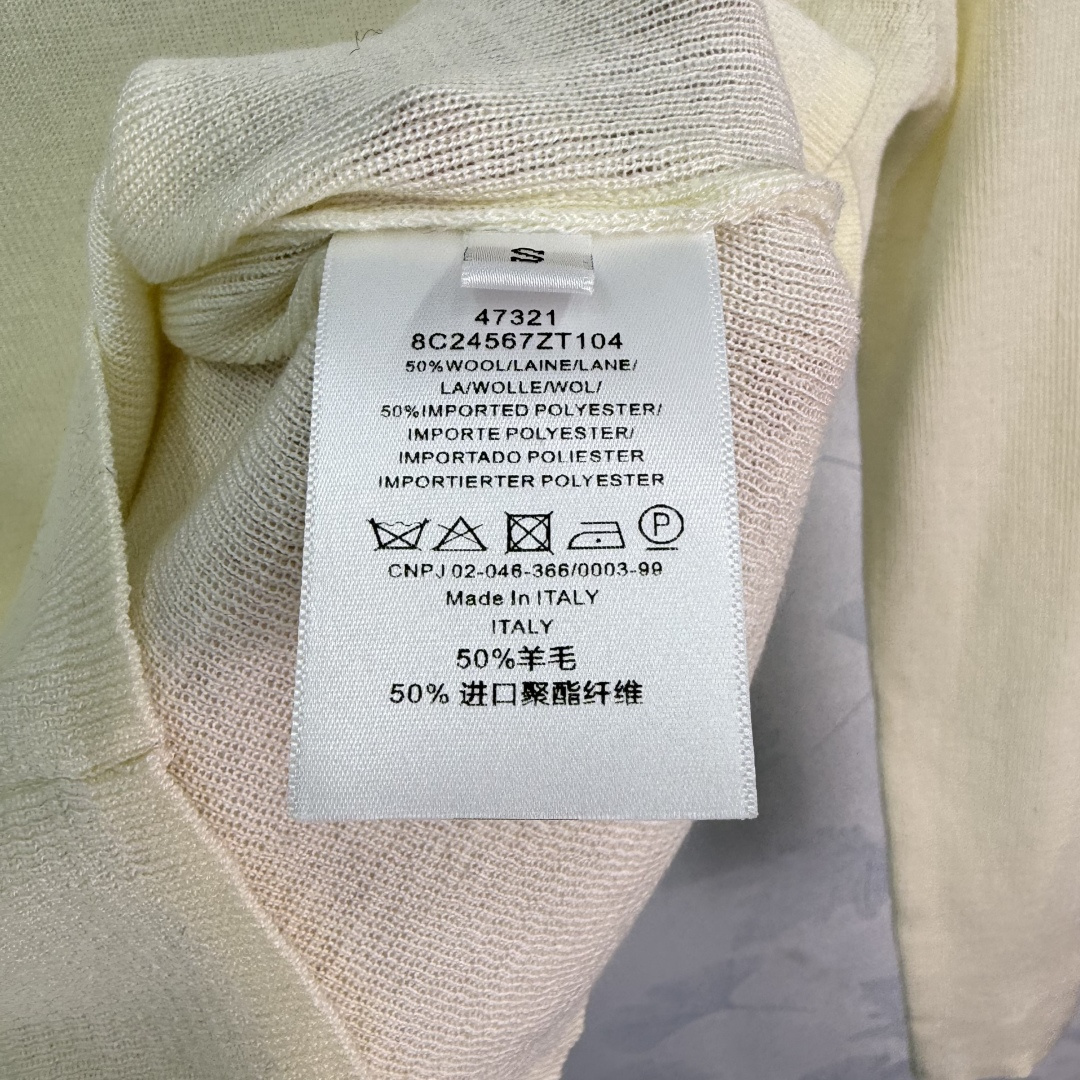 S
47321
8C24567ZT104
50%WOOL/LAINE/LANE/
LA/WOLLE/WOL/
50%IMPORTED POLYESTER/
IMPORTE POLYESTER/
IMPORTADO POLIESTER
IMPORTIERTER POLYESTER
P
CNPJ 02-046-366/0003-99
Made In ITALY
ITALY
50%羊毛
50% 进口聚酯纤维